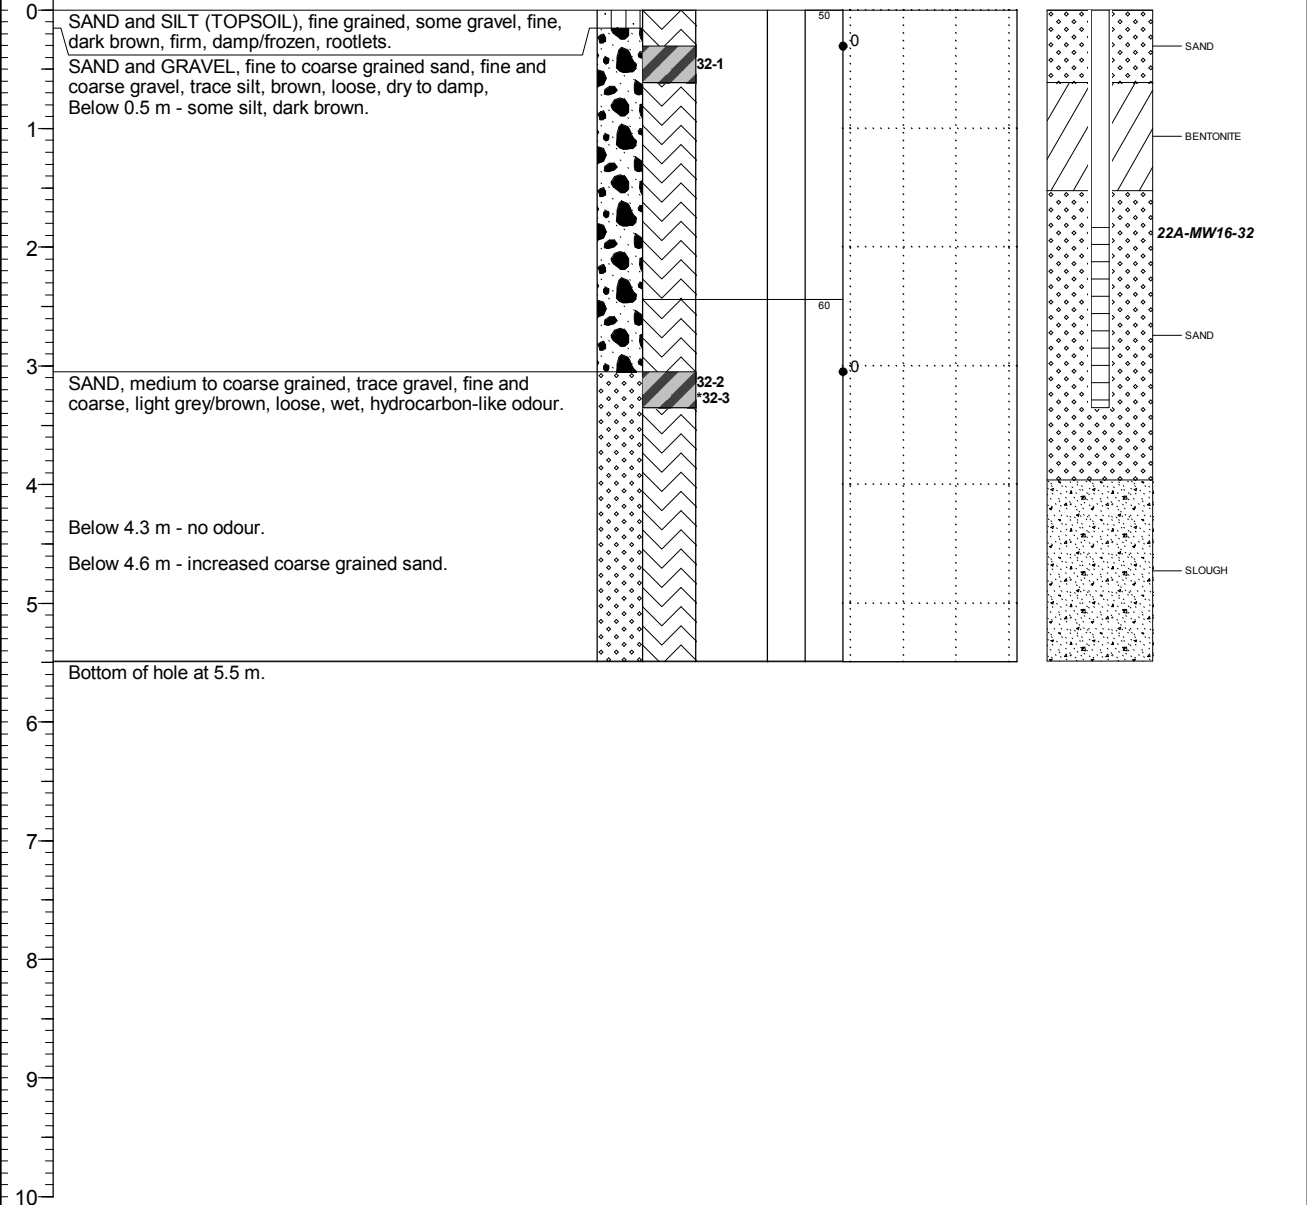 0
SAND and SILT (TOPSOIL), fine grained, some gravel, fine,
dark brown, firm, damp/frozen, rootlets.
SAND and GRAVEL, fine to coarse grained sand, fine and
coarse gravel, trace silt, brown, loose, dry to damp,
Below 0.5 m - some silt, dark brown.
50
0
32-1
SAND
1
BENTONITE
2
22A-MW16-32
60
SAND
3
0
SAND, medium to coarse grained, trace gravel, fine and
coarse, light grey/brown, loose, wet, hydrocarbon-like odour.
32-2
*32-3
4
Below 4.3 m - no odour.
Below 4.6 m - increased coarse grained sand.
SLOUGH
5
Bottom of hole at 5.5 m.
6
7
8
9
10